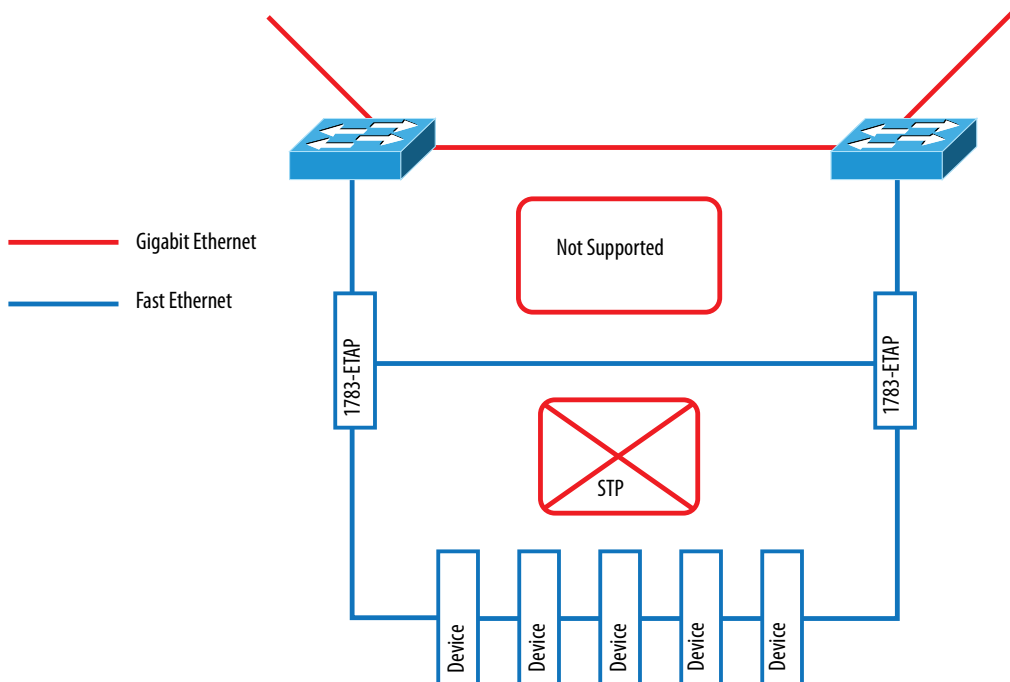 Not Supported
Gigabit Ethernet
Fast Ethernet
1783-ETAP
1783-ETAP
STP
Device
Device
Device
Device
Device